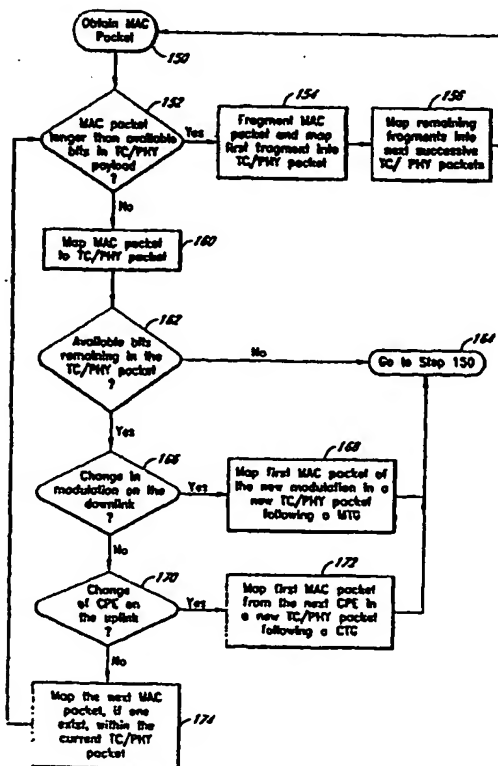 Obtain MAC
Packet
150
152
MAC packet
longer than available
bits in TC/PHY
payload
?
Yes
154
Fragment MAC
packet and map
first fragment into
TC/PHY packet
156
Map remaining
fragments into
next successive
TC/ PHY packets
No
Map MAC packet
to TC/PHY packet
160
162
Available bits
remaining in the
TC/PHY packet
?
No
164
Go to Step 150
Yes
166
Change in
modulation on the
downlink
?
Yes
168
Map first MAC packet of
the new modulation in a
new TC/PHY packet
following a MTG
No
170
Change
of CPE on
the uplink
?
Yes
172
Map first MAC packet
from the next CPE in
a new TC/PHY packet
following a CTG
No
Map the next MAC
packet, if one
exist, within the
current TC/PHY
packet
174